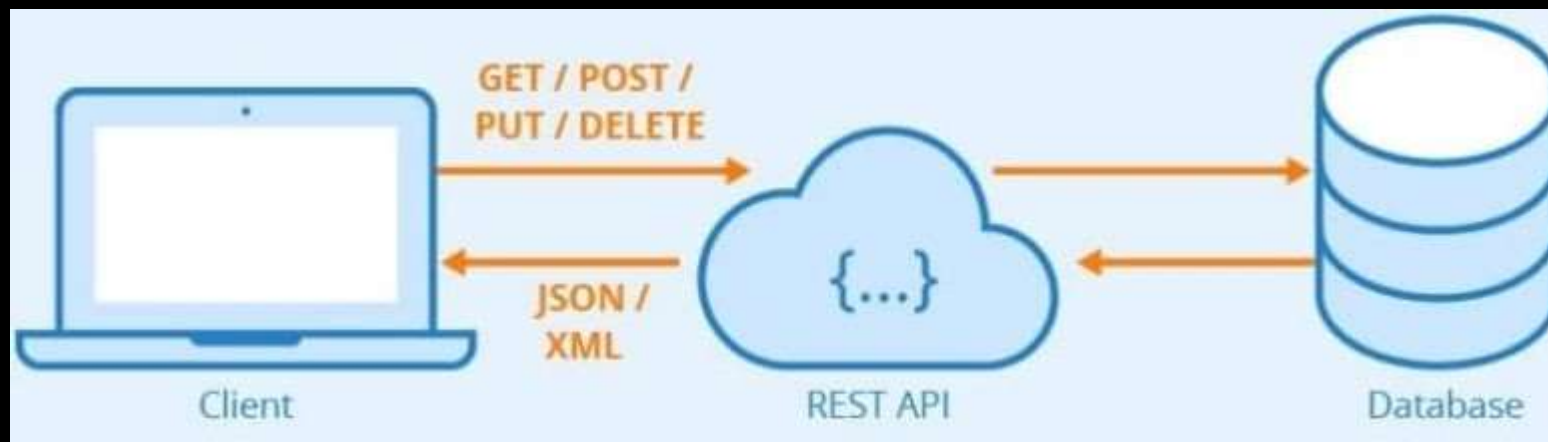 GET / POST /
PUT / DELETE
{...}
JSON /
XML
Client
REST API
Database